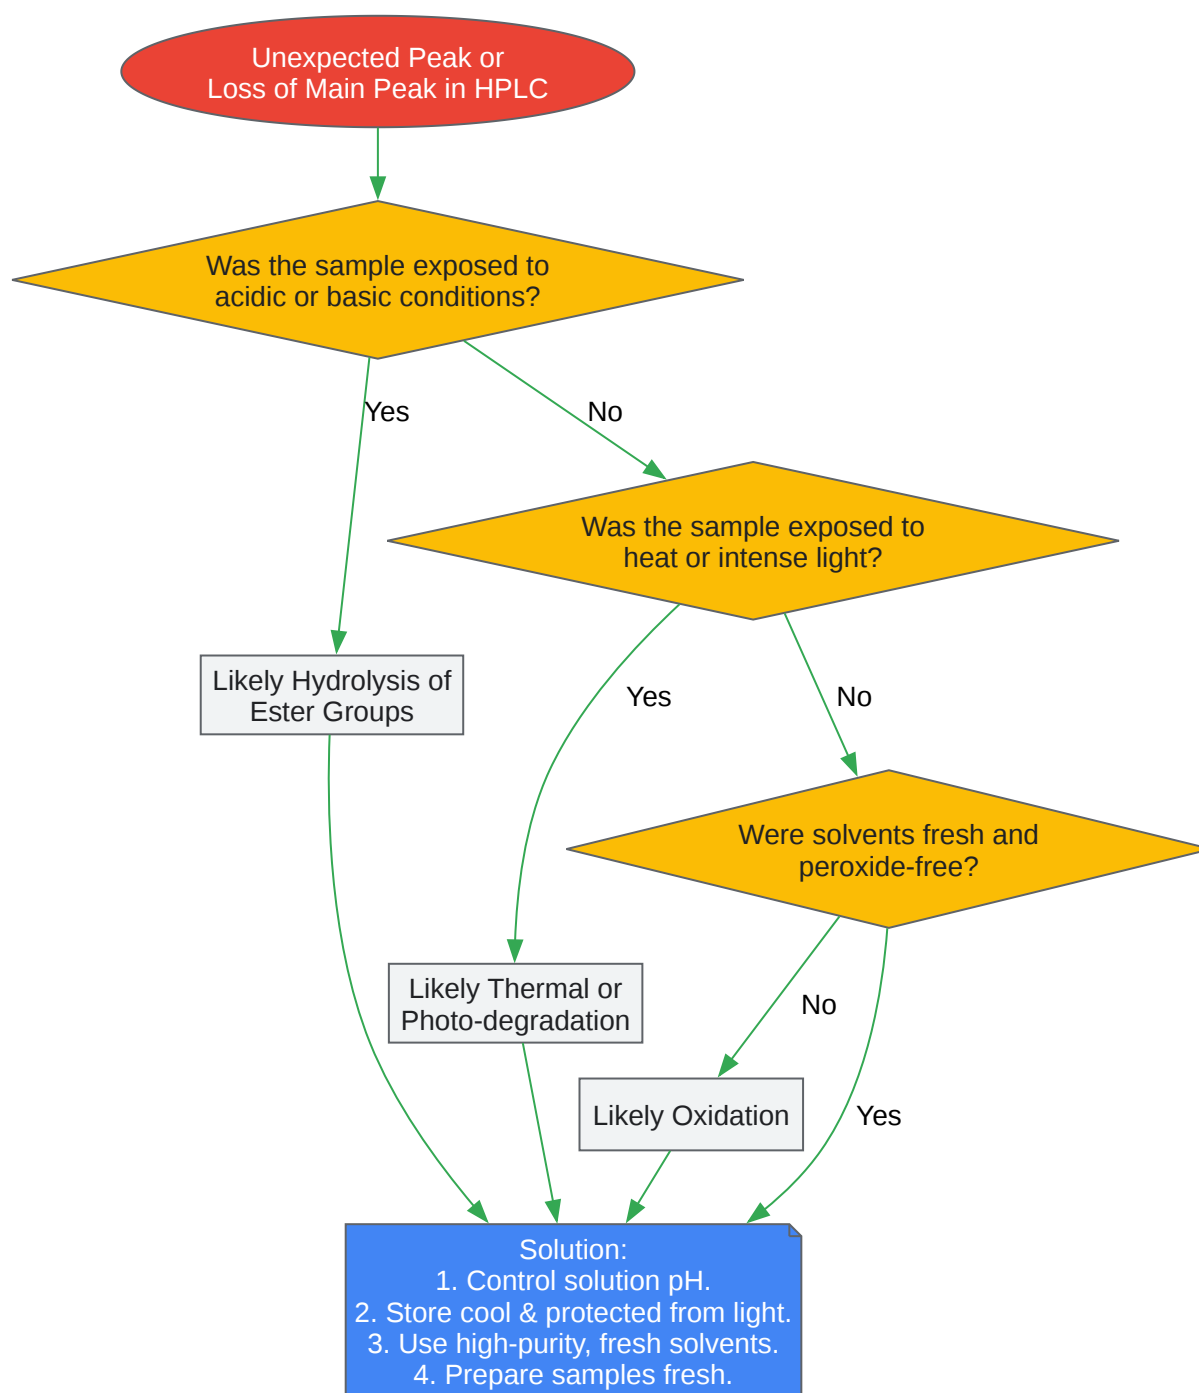 Unexpected Peak or
Loss of Main Peak in HPLC
Was the sample exposed to
acidic or basic conditions?
Yes
No
Was the sample exposed to
heat or intense light?
Likely Hydrolysis of
Ester Groups
Yes
No
Were solvents fresh and
peroxide-free?
Likely Thermal or
Photo-degradation
No
Likely Oxidation
Yes
Solution:
1. Control solution pH.
2. Store cool & protected from light.
3. Use high-purity, fresh solvents.
4. Prepare samples fresh.